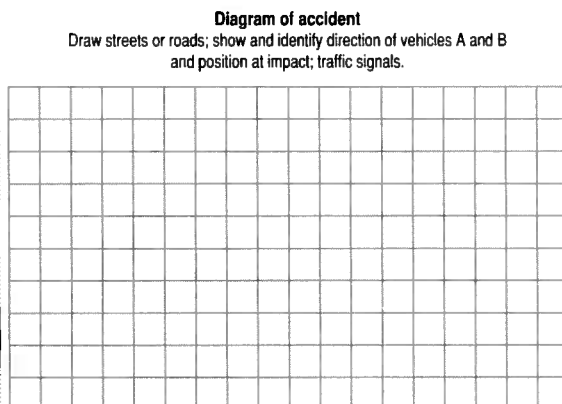 Diagram of accident
Draw streets or roads; show and identify direction of vehicles A and B
and position at impact; traffic signals.